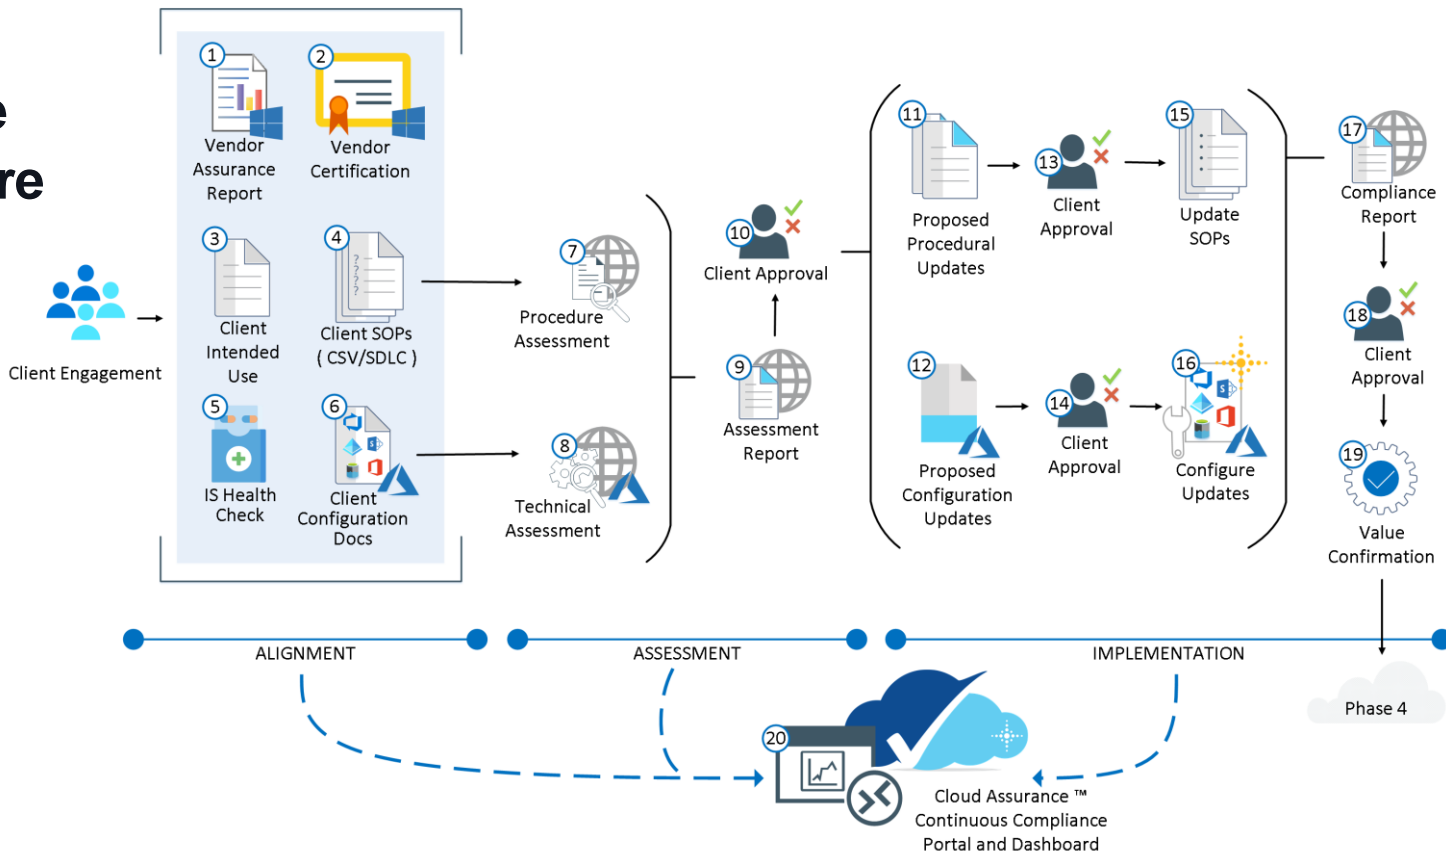 e
re
Client Engagement
1
Vendor
Assurance
Report
2
Vendor
Certification
3
Client
Intended
Use
4
????
Client SOPs
( CSV/SDLC )
5
IS Health
Check
6
S
Client
Configuration
Docs
7
Procedure
Assessment
8
Technical
Assessment
9
Assessment
Report
10
Client Approval
11
Proposed
Procedural
Updates
12
Proposed
Configuration
Updates
13
Client
Approval
14
Client
Approval
15
Update
SOPs
16
S
Configure
Updates
17
Compliance
Report
18
Client
Approval
19
Value
Confirmation
ALIGNMENT
ASSESSMENT
IMPLEMENTATION
Phase 4
20
Cloud Assurance ™
Continuous Compliance
Portal and Dashboard